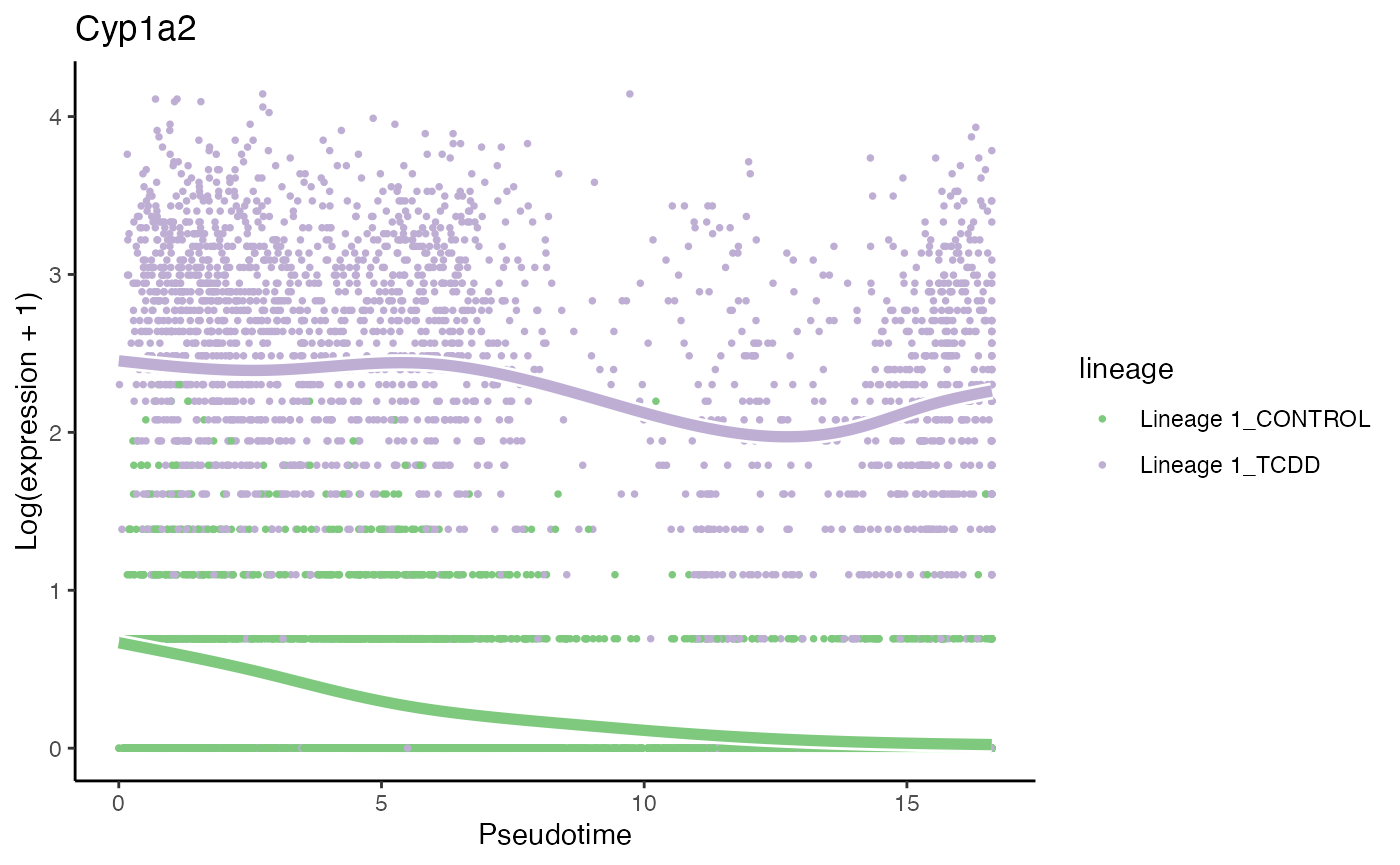 Cyp1a2
Log(expression + 1)
4
3
2
1
0
0 5 10 15
Pseudotime
lineage
Lineage 1_CONTROL
Lineage 1_TCDD